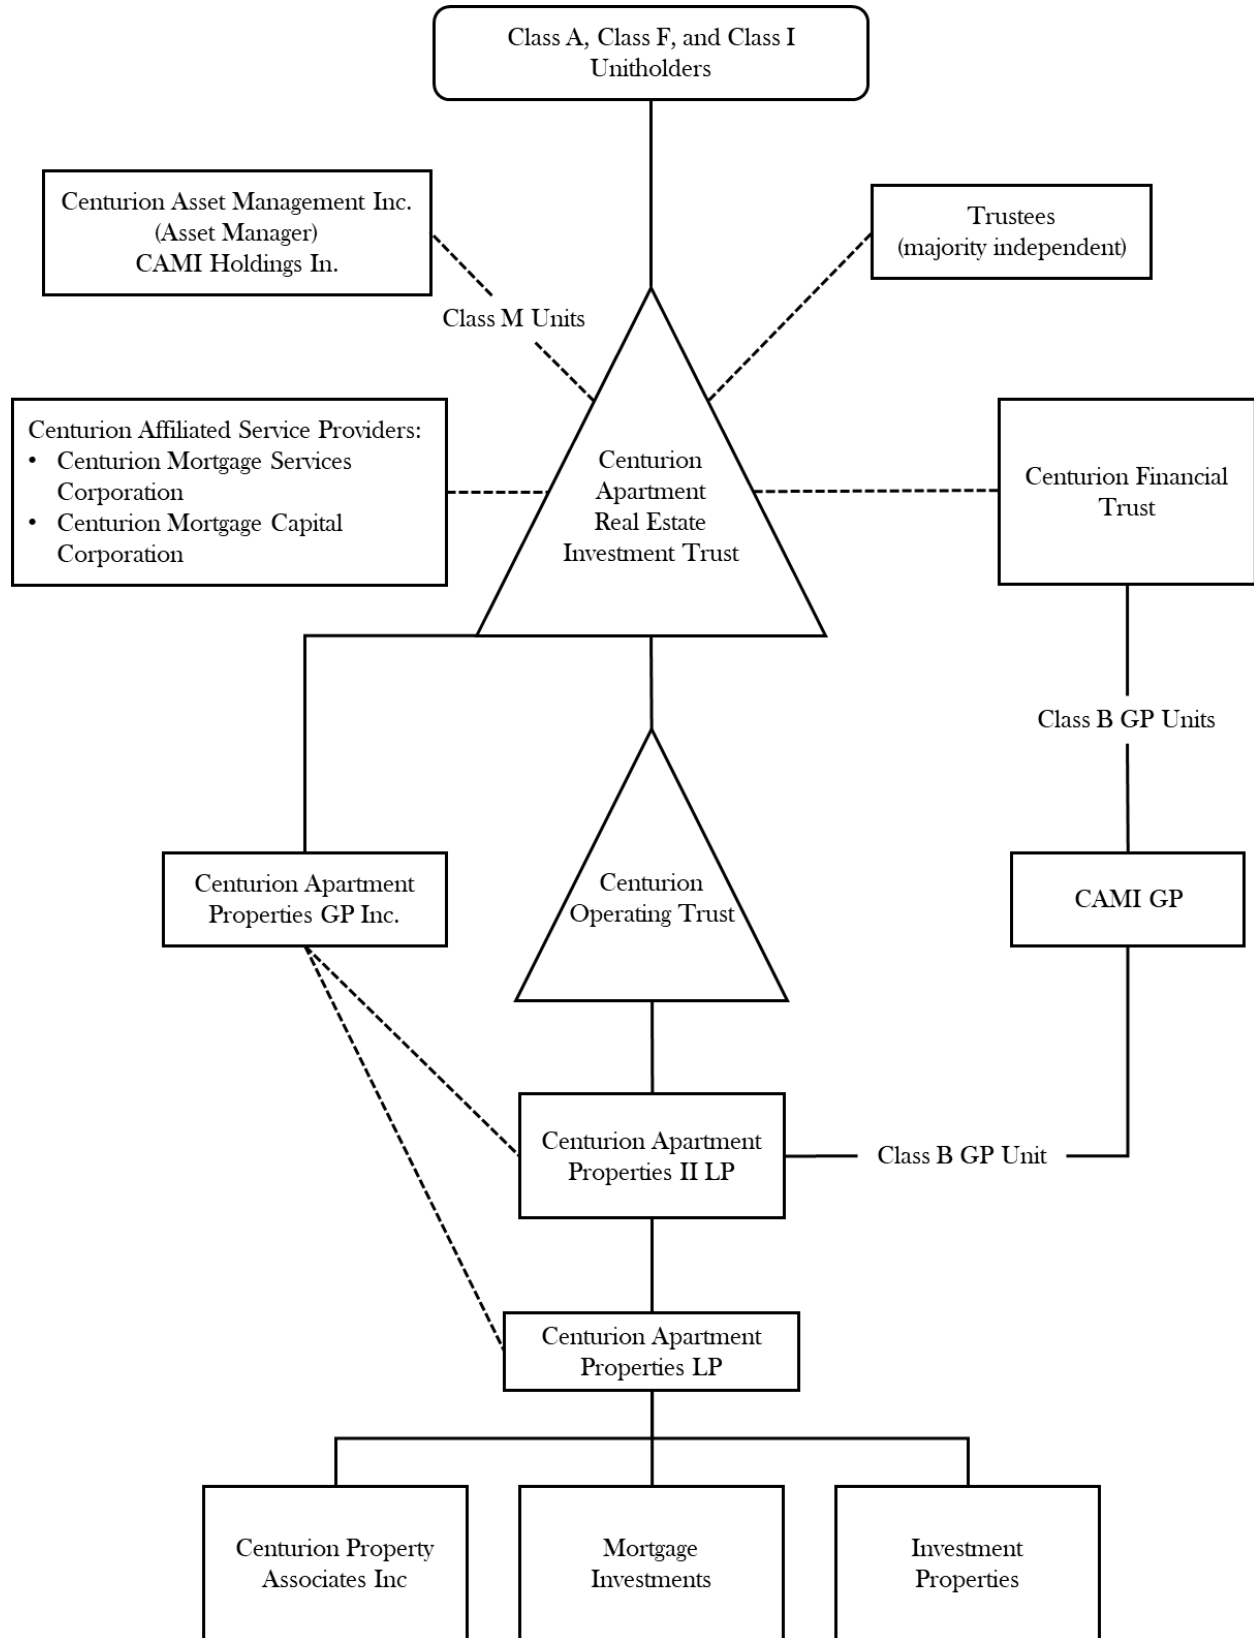 Class A, Class F, and Class I
Unitholders
Centurion Asset Management Inc.
(Asset Manager)
CAMI Holdings In.
Trustees
(majority independent)
Class M Units
Centurion Affiliated Service Providers:
• Centurion Mortgage Services
Corporation
• Centurion Mortgage Capital
Corporation
Centurion
Apartment
Real Estate
Investment Trust
Centurion Financial
Trust
Class B GP Units
Centurion Apartment
Properties GP Inc.
Centurion
Operating Trust
CAMI GP
Centurion Apartment
Properties II LP
Class B GP Unit
Centurion Apartment
Properties LP
Centurion Property
Associates Inc
Mortgage
Investments
Investment
Properties